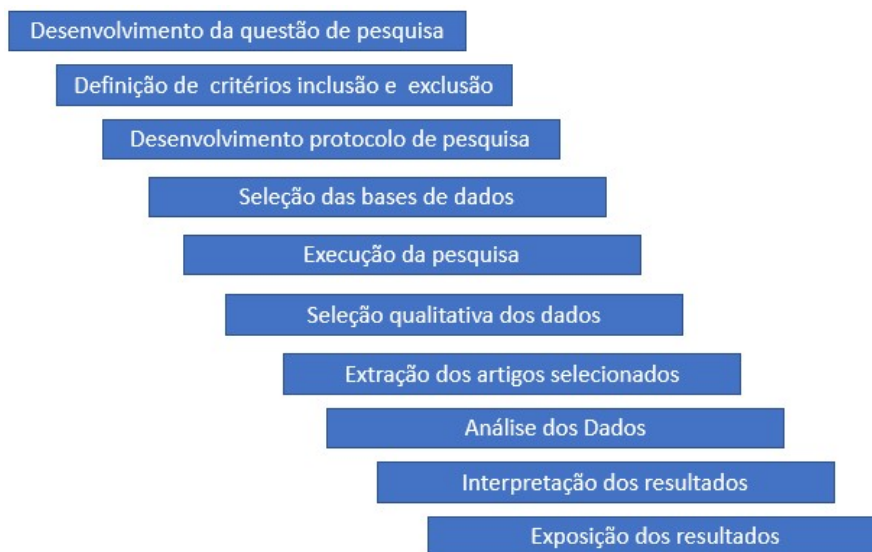 Desenvolvimento da questão de pesquisa
Definição de critérios inclusão e exclusão
Desenvolvimento protocolo de pesquisa
Seleção das bases de dados
Execução da pesquisa
Seleção qualitativa dos dados
Extração dos artigos selecionados
Análise dos Dados
Interpretação dos resultados
Exposição dos resultados